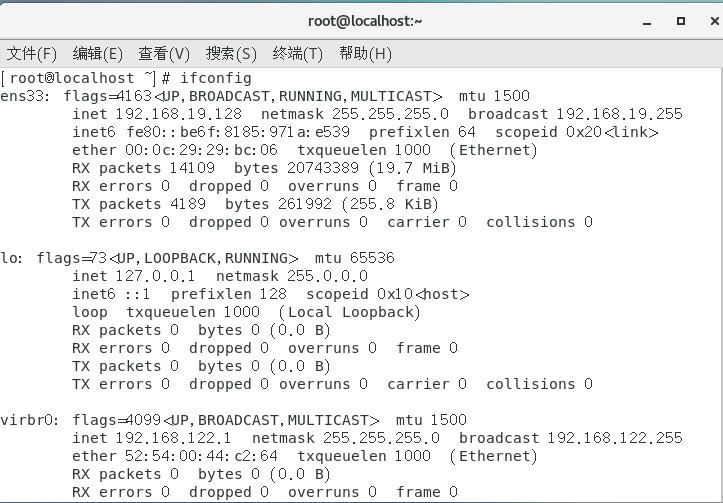 root@localhost:~
文件(F) 编辑(E) 查看(V) 搜索(S) 终端(T) 帮助(H)
[root@localhost ~]# ifconfig
ens33: flags=4163<UP,BROADCAST,RUNNING,MULTICAST>  mtu 1500
        inet 192.168.19.128  netmask 255.255.255.0  broadcast 192.168.19.255
        inet6 fe80::be6f:8185:971a:e539  prefixlen 64  scopeid 0x20<link>
        ether 00:0c:29:29:bc:06  txqueuelen 1000  (Ethernet)
        RX packets 14109  bytes 20743389 (19.7 MiB)
        RX errors 0  dropped 0  overruns 0  frame 0
        TX packets 4189  bytes 261992 (255.8 KiB)
        TX errors 0  dropped 0 overruns 0  carrier 0  collisions 0
lo: flags=73<UP,LOOPBACK,RUNNING>  mtu 65536
        inet 127.0.0.1  netmask 255.0.0.0
        inet6 ::1  prefixlen 128  scopeid 0x10<host>
        loop  txqueuelen 1000  (Local Loopback)
        RX packets 0  bytes 0 (0.0 B)
        RX errors 0  dropped 0  overruns 0  frame 0
        TX packets 0  bytes 0 (0.0 B)
        TX errors 0  dropped 0 overruns 0  carrier 0  collisions 0
virbr0: flags=4099<UP,BROADCAST,MULTICAST>  mtu 1500
        inet 192.168.122.1  netmask 255.255.255.0  broadcast 192.168.122.255
        ether 52:54:00:44:c2:64  txqueuelen 1000  (Ethernet)
        RX packets 0  bytes 0 (0.0 B)
        RX errors 0  dropped 0  overruns 0  frame 0